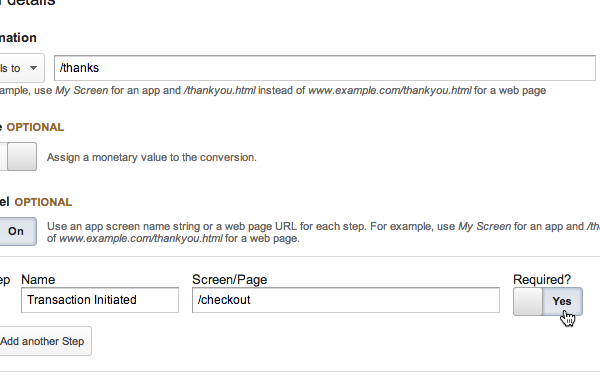 details
nation
ls to
/thanks
ample, use My Screen for an app and /thankyou.html instead of www.example.com/thankyou.html for a web page
e OPTIONAL
Assign a monetary value to the conversion.
el OPTIONAL
On
Use an app screen name string or a web page URL for each step. For example, use My Screen for an app and /tha
of www.example.com/thankyou.html for a web page.
ep Name Screen/Page Required?
Transaction Initiated /checkout Yes
Add another Step